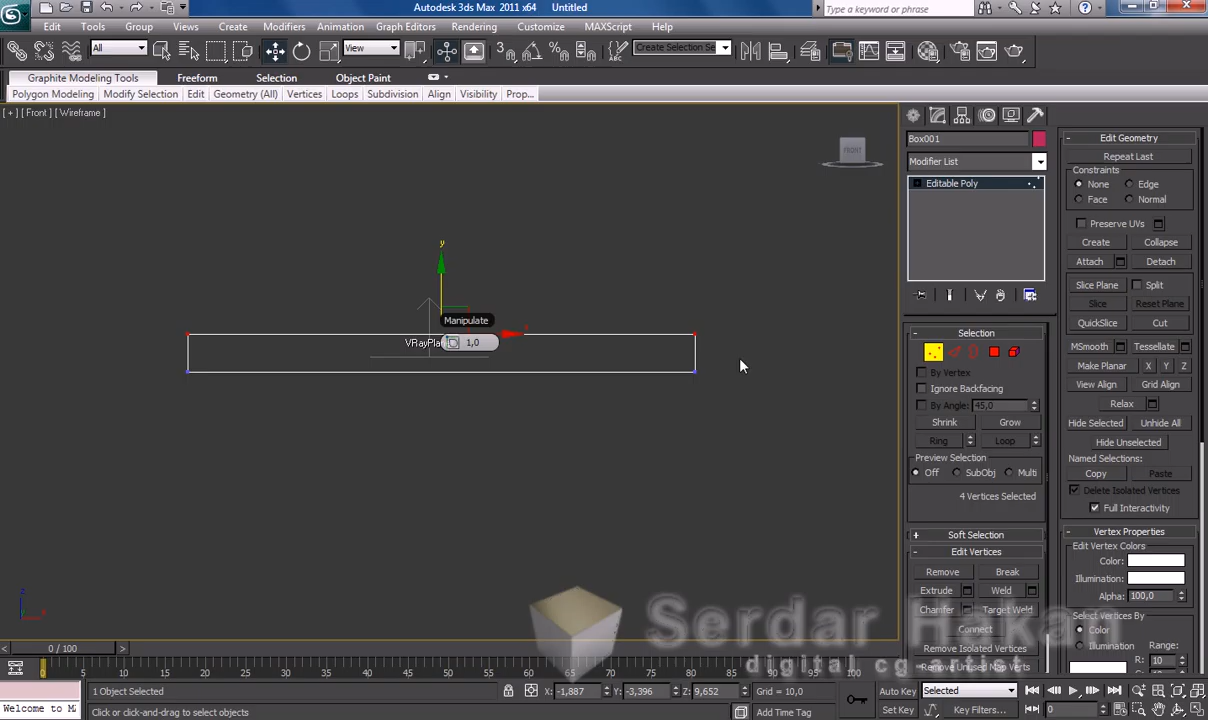 Autodesk 3ds Max 2011 x64 Untitled
Type a keyword or phrase
Edit Tools Group Views Create Modifiers Animation Graph Editors Rendering Customize MAXScript Help
All View Create Selection Se
Graphite Modeling Tools Freeform Selection Object Paint
Polygon Modeling Modify Selection Edit Geometry (All) Vertices Loops Subdivision Align Visibility Prop...
[ + ] [ Front ] [ Wireframe ]
FRONT
y
Manipulate
VRayPla 1,0
x
Box001
Modifier List
Editable Poly
Selection
By Vertex
Ignore Backfacing
By Angle: 45,0
Shrink Grow
Ring Loop
Preview Selection
Off SubObj Multi
4 Vertices Selected
Soft Selection
Edit Vertices
Remove Break
Extrude Weld
Chamfer Target Weld
Connect
Remove Isolated Vertices
Remove Unused Map Verts
Edit Geometry
Repeat Last
Constraints
None Edge
Face Normal
Preserve UVs
Create Collapse
Attach Detach
Slice Plane Split
Slice Reset Plane
QuickSlice Cut
MSmooth Tessellate
Make Planar X Y Z
View Align Grid Align
Relax
Hide Selected Unhide All
Hide Unselected
Named Selections:
Copy Paste
Delete Isolated Vertices
Full Interactivity
Vertex Properties
Edit Vertex Colors
Color:
Illumination:
Alpha: 100,0
Select Vertices By
Color
Illumination Range:
R: 10
Serdar Hakan
digital cg artist
0 / 100
0 5 10 15 20 25 30 35 40 45 50 55 60 65 70 75 80 85 90 95 100
1 Object Selected X: -1,887 Y: -3,396 Z: 9,652 Grid = 10,0 Auto Key Selected
Welcome to M Click or click-and-drag to select objects Add Time Tag Set Key Key Filters... 0